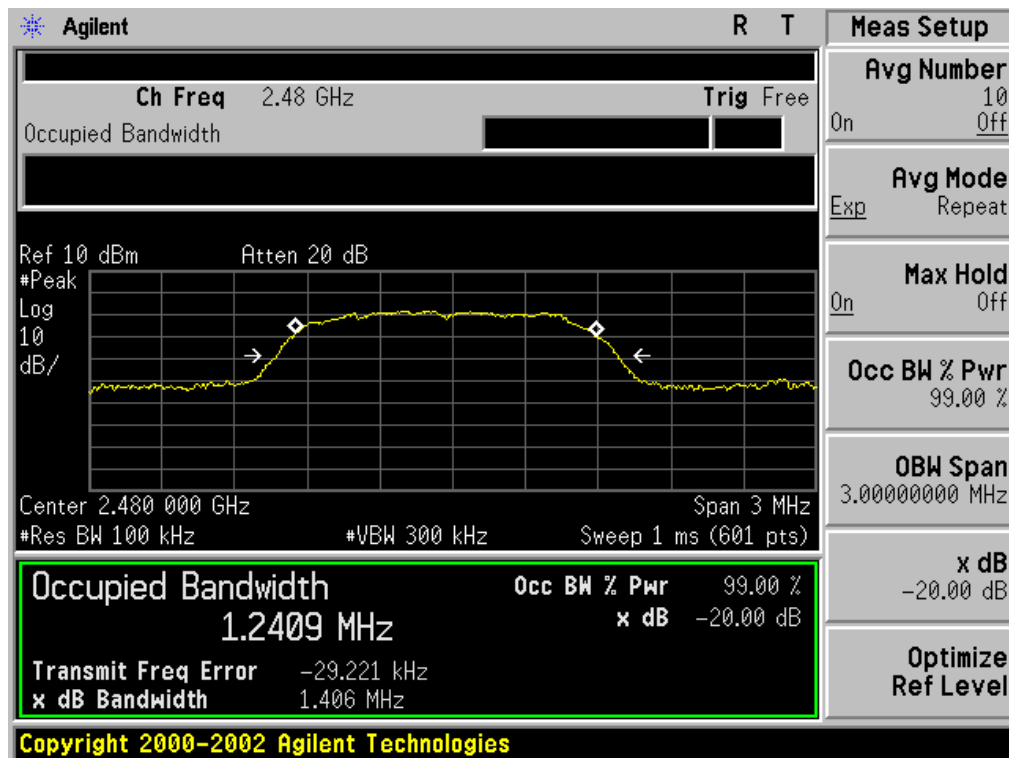 Agilent R T
Ch Freq 2.48 GHz Trig Free
Occupied Bandwidth
Ref 10 dBm Atten 20 dB
#Peak
Log
10
dB/
Center 2.480 000 GHz Span 3 MHz
#Res BW 100 kHz #VBW 300 kHz Sweep 1 ms (601 pts)
Occupied Bandwidth Occ BW % Pwr 99.00 %
1.2409 MHz x dB -20.00 dB
Transmit Freq Error -29.221 kHz
x dB Bandwidth 1.406 MHz
Copyright 2000-2002 Agilent Technologies
Meas Setup
Avg Number
10
On Off
Avg Mode
Exp Repeat
Max Hold
On Off
Occ BW % Pwr
99.00 %
OBW Span
3.00000000 MHz
x dB
-20.00 dB
Optimize
Ref Level